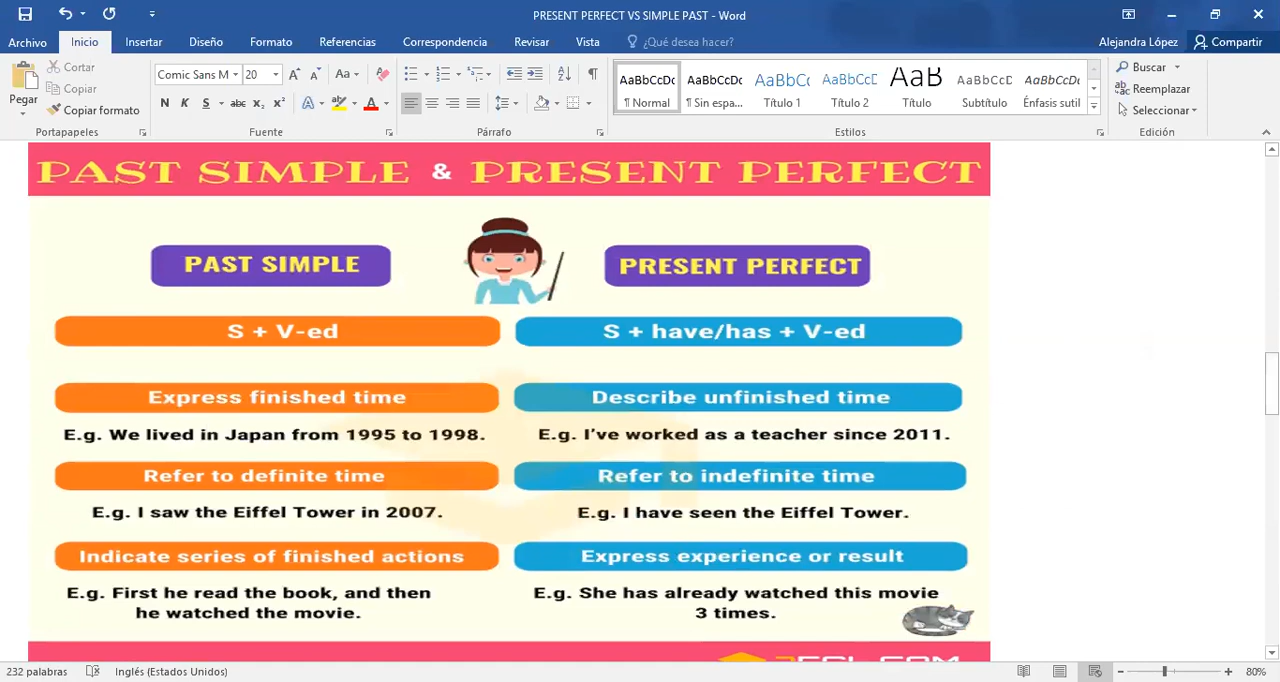 PRESENT PERFECT VS SIMPLE PAST - Word
Archivo Inicio Insertar Diseño Formato Referencias Correspondencia Revisar Vista ¿Qué desea hacer? Alejandra López Compartir
Pegar
Cortar
Copiar
Copiar formato
Portapapeles
Comic Sans M 20 Aa
N K S abc x₂ x² A A
Fuente
Párrafo
AaBbCcDc AaBbCcDc AaBbCc AaBbCcD AaB AaBbCcD AaBbCcDc
¶ Normal ¶ Sin espa... Título 1 Título 2 Título Subtítulo Énfasis sutil
Estilos
Buscar
Reemplazar
Seleccionar
Edición
PAST SIMPLE & PRESENT PERFECT
PAST SIMPLE PRESENT PERFECT
S + V-ed S + have/has + V-ed
Express finished time Describe unfinished time
E.g. We lived in Japan from 1995 to 1998. E.g. I've worked as a teacher since 2011.
Refer to definite time Refer to indefinite time
E.g. I saw the Eiffel Tower in 2007. E.g. I have seen the Eiffel Tower.
Indicate series of finished actions Express experience or result
E.g. First he read the book, and then E.g. She has already watched this movie
he watched the movie. 3 times.
232 palabras Inglés (Estados Unidos) 80%